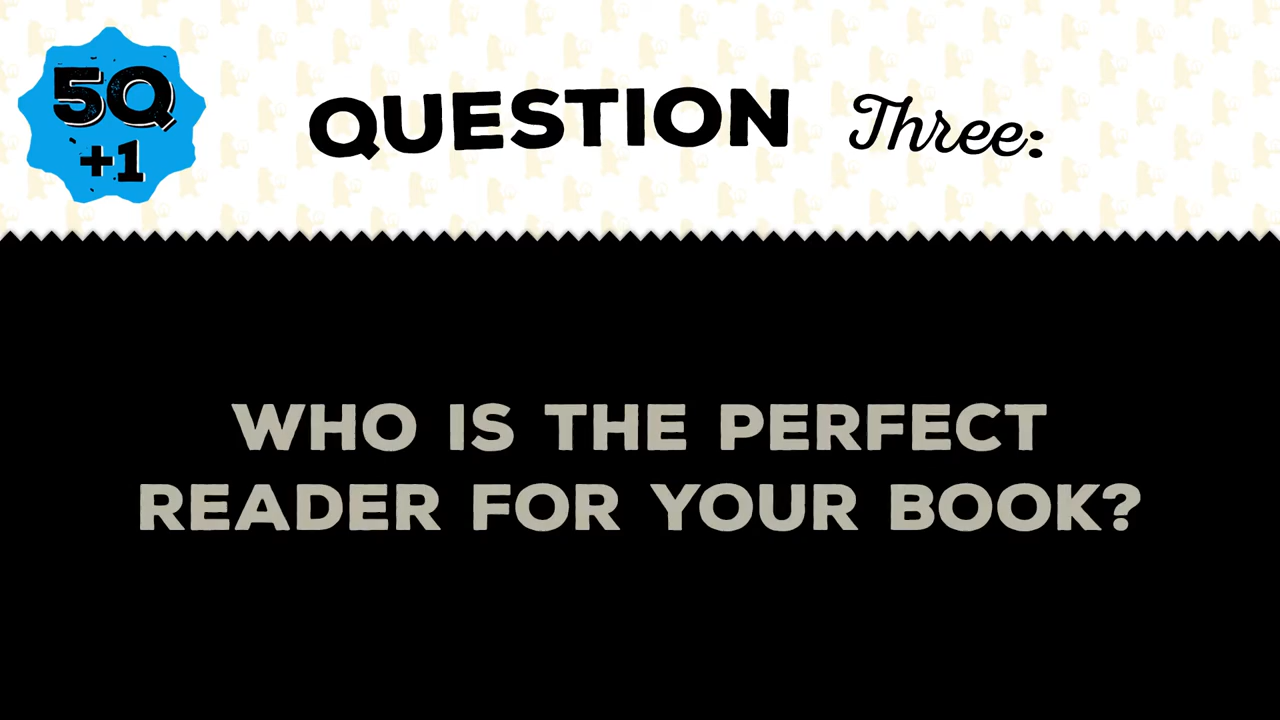 5Q
+1
QUESTION Three:
WHO IS THE PERFECT
READER FOR YOUR BOOK?